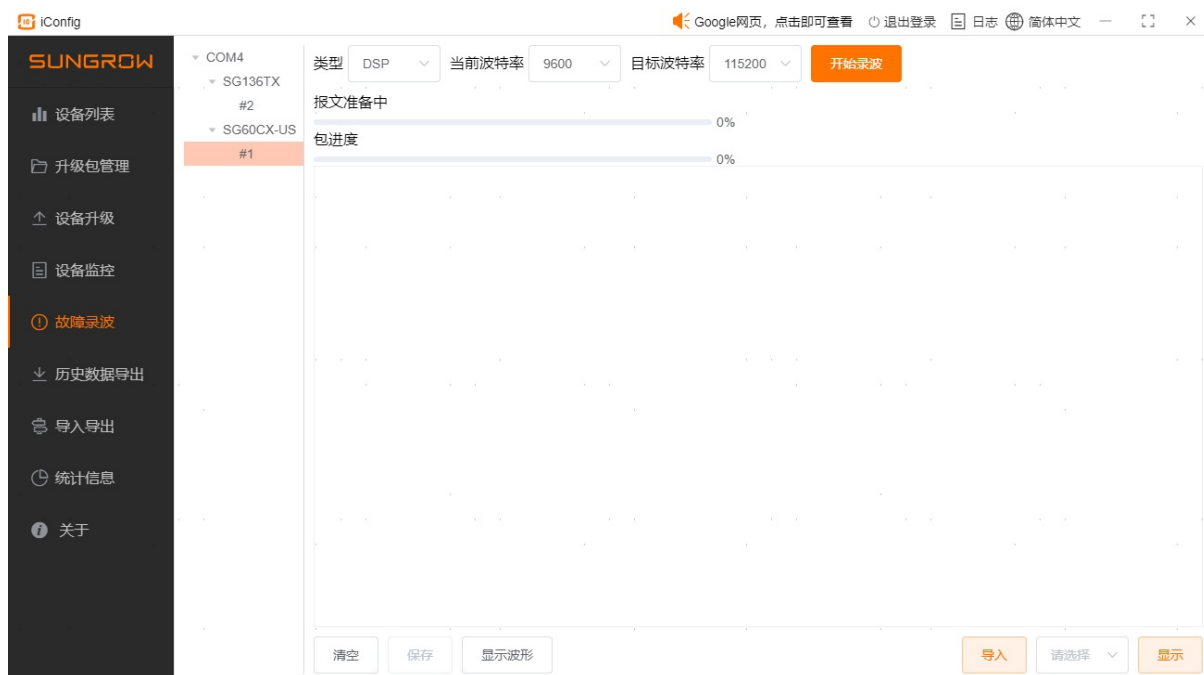 iConfig
Google网页，点击即可查看 退出登录 日志 简体中文
SUNGROW
设备列表
升级包管理
设备升级
设备监控
故障录波
历史数据导出
导入导出
统计信息
关于
COM4
SG136TX
#2
SG60CX-US
#1
类型 DSP 当前波特率 9600 目标波特率 115200 开始录波
报文准备中
0%
包进度
0%
清空 保存 显示波形 导入 请选择 显示